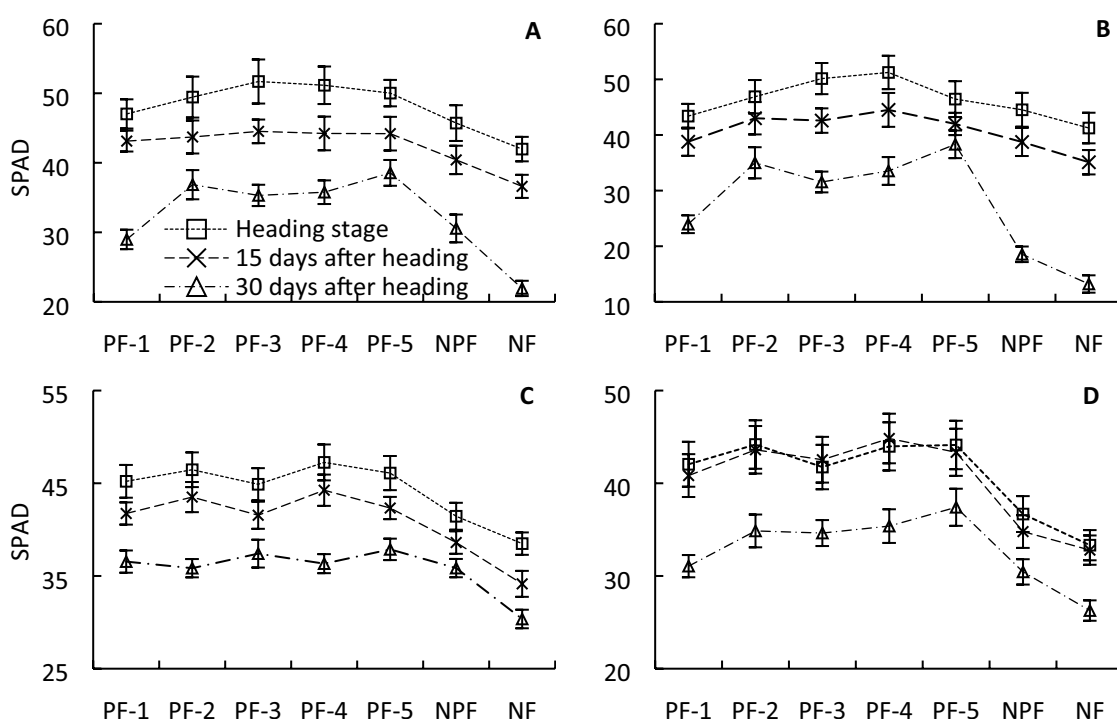 60
50
40
30
20
SPAD
A
Heading stage
15 days after heading
30 days after heading
PF-1 PF-2 PF-3 PF-4 PF-5 NPF NF
60
50
40
30
20
10
B
PF-1 PF-2 PF-3 PF-4 PF-5 NPF NF
55
45
35
25
SPAD
C
PF-1 PF-2 PF-3 PF-4 PF-5 NPF NF
50
40
30
20
D
PF-1 PF-2 PF-3 PF-4 PF-5 NPF NF